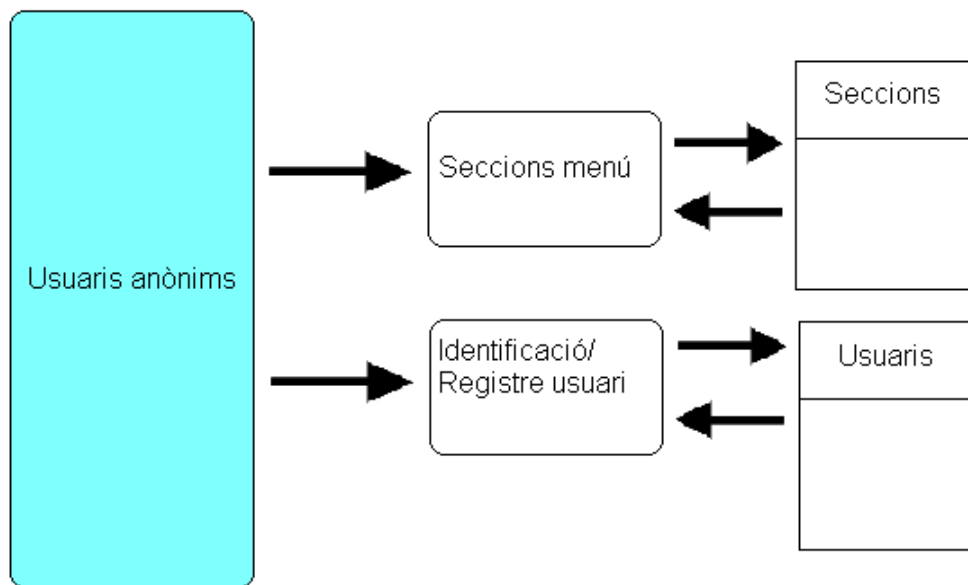 Usuaris anònims
Seccions menú
Seccions
Identificació/
Registre usuari
Usuaris